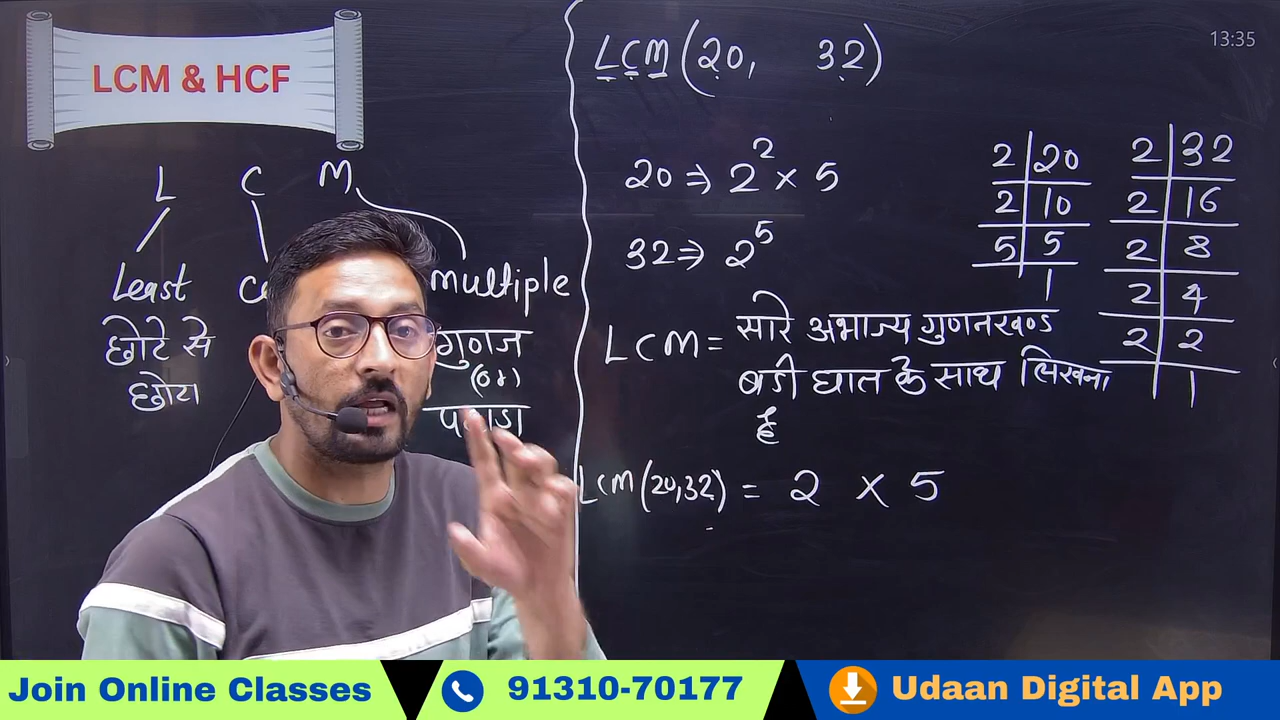 LCM & HCF
13:35
L C M
Least multiple
छोटे से गुणज
छोटा (or)
LCM (20, 32)
20 ⇒ 2² × 5
32 ⇒ 2⁵
2 | 20
2 | 10
5 | 5
1
2 | 32
2 | 16
2 | 8
2 | 4
2 | 2
1
LCM = सारे अभाज्य गुणनखण्ड
बडी घात के साथ लिखना
है
LCM (20,32) = 2 × 5
Join Online Classes
91310-70177
Udaan Digital App